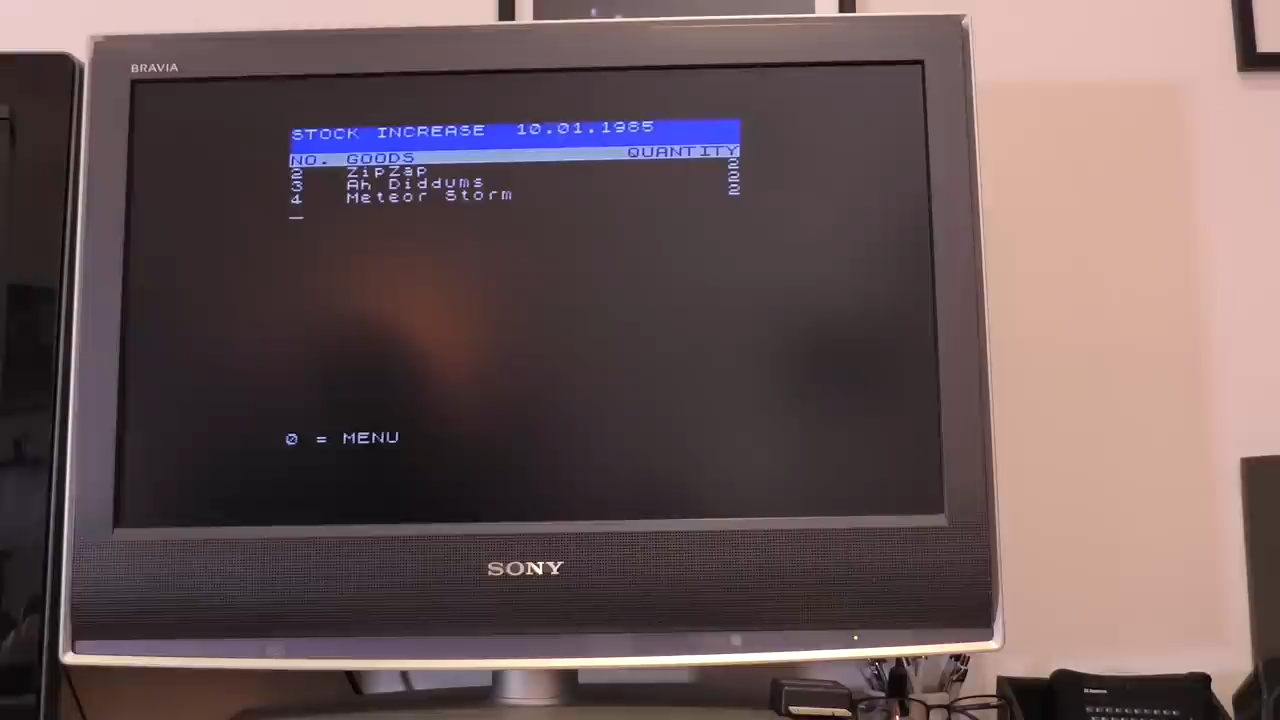 BRAVIA
STOCK INCREASE 10.01.1985
NO. GOODS QUANTITY
2 ZipZap 2
3 Ah Diddums 2
4 Meteor Storm 2
0 = MENU
SONY